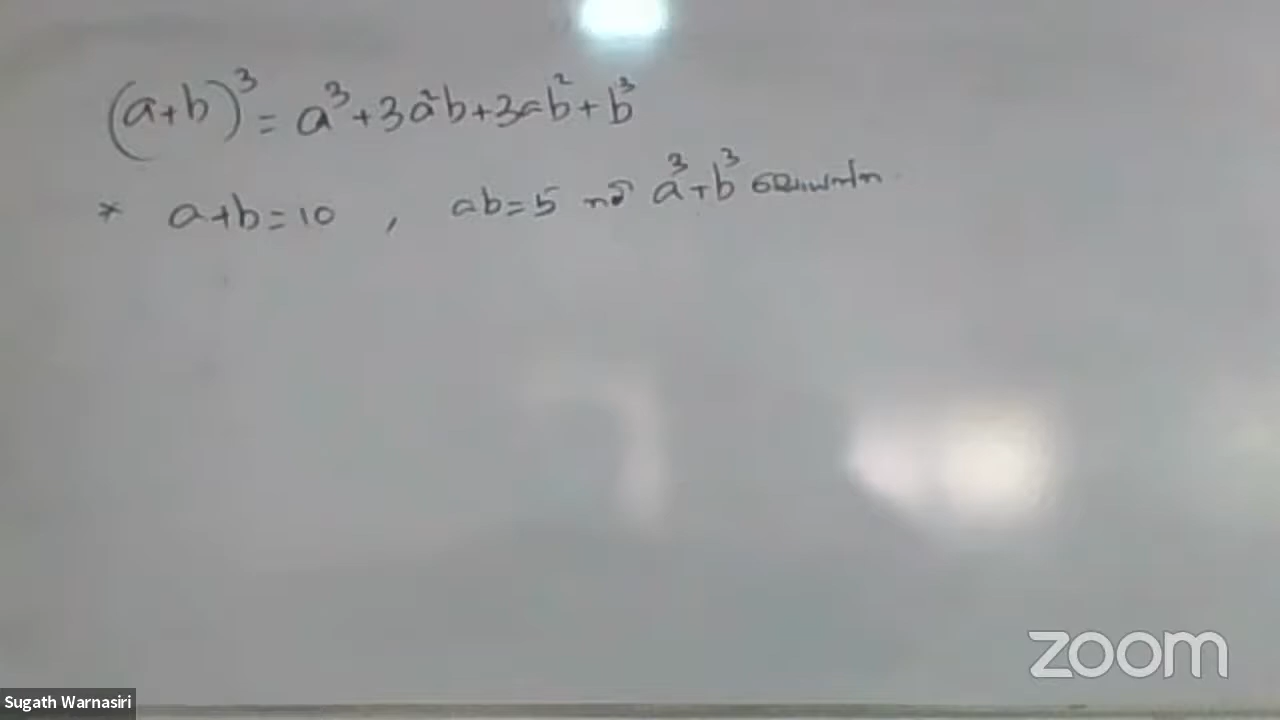 (a+b)³ = a³+3a²b+3ab²+b³
* a+b=10 , ab=5 නම් a³+b³ සොයන්න
zoom
Sugath Warnasiri